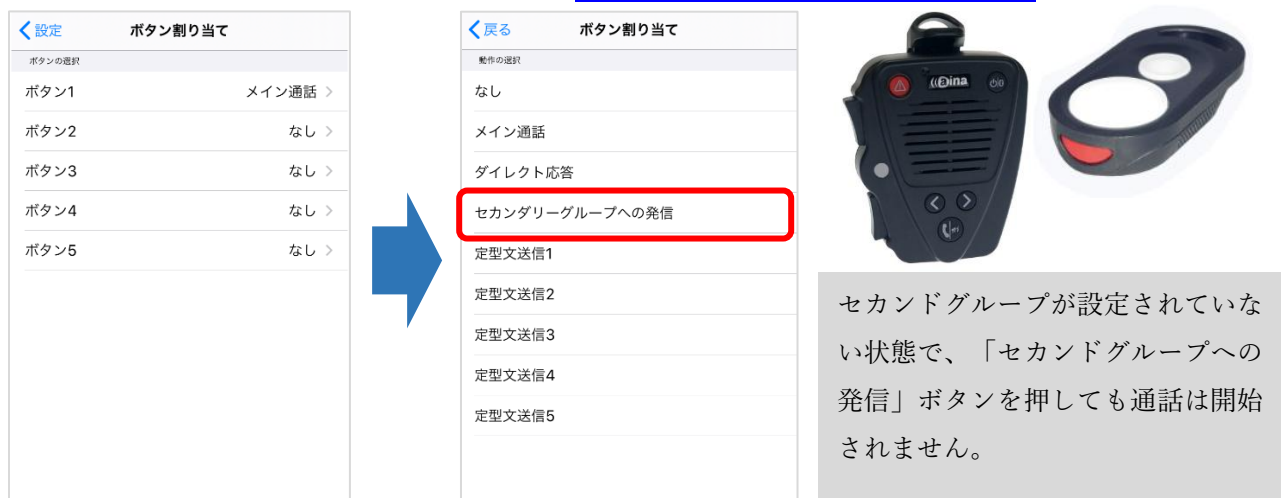 設定
ボタン割り当て
ボタンの選択
ボタン1 メイン通話
ボタン2 なし
ボタン3 なし
ボタン4 なし
ボタン5 なし
戻る
ボタン割り当て
動作の選択
なし
メイン通話
ダイレクト応答
セカンダリーグループへの発信
定型文送信1
定型文送信2
定型文送信3
定型文送信4
定型文送信5
aina
セカンドグループが設定されていな
い状態で、「セカンドグループへの
発信」ボタンを押しても通話は開始
されません。